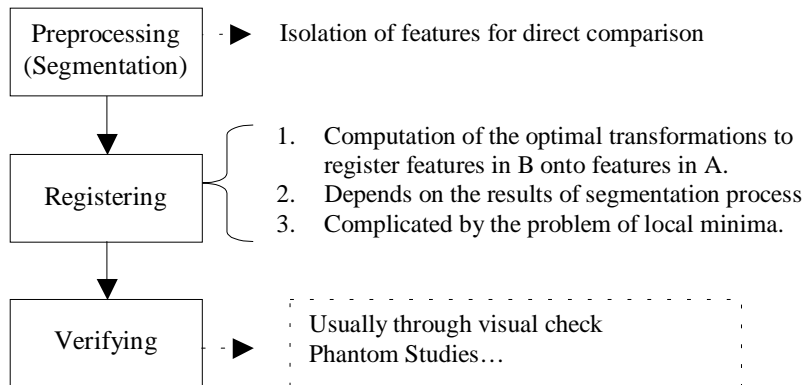 Preprocessing
(Segmentation)
Isolation of features for direct comparison
Registering
1. Computation of the optimal transformations to
register features in B onto features in A.
2. Depends on the results of segmentation process
3. Complicated by the problem of local minima.
Verifying
Usually through visual check
Phantom Studies…